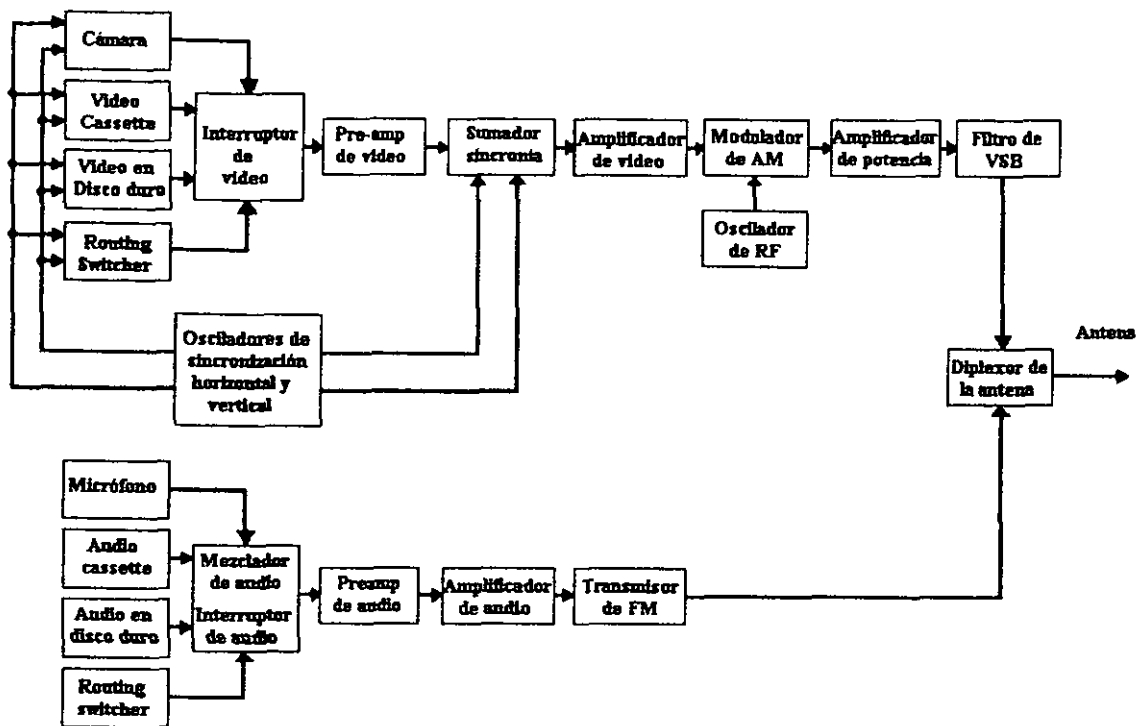 Cámara
Video
Cassette
Video en
Disco duro
Routing
Switcher
Interruptor
de
video
Pre-amp
de video
Sumador
sincronia
Amplificador
de video
Modulador
de AM
Amplificador
de potencia
Filtro de
VSB
Oscilador
de RF
Osciladores de
sincronización
horizontal y
vertical
Antena
Diplexor de
la antena
Micrófono
Audio
cassette
Audio en
disco duro
Routing
switcher
Mezclador
de audio
Interruptor
de audio
Preamp
de audio
Amplificador
de audio
Transmisor
de FM